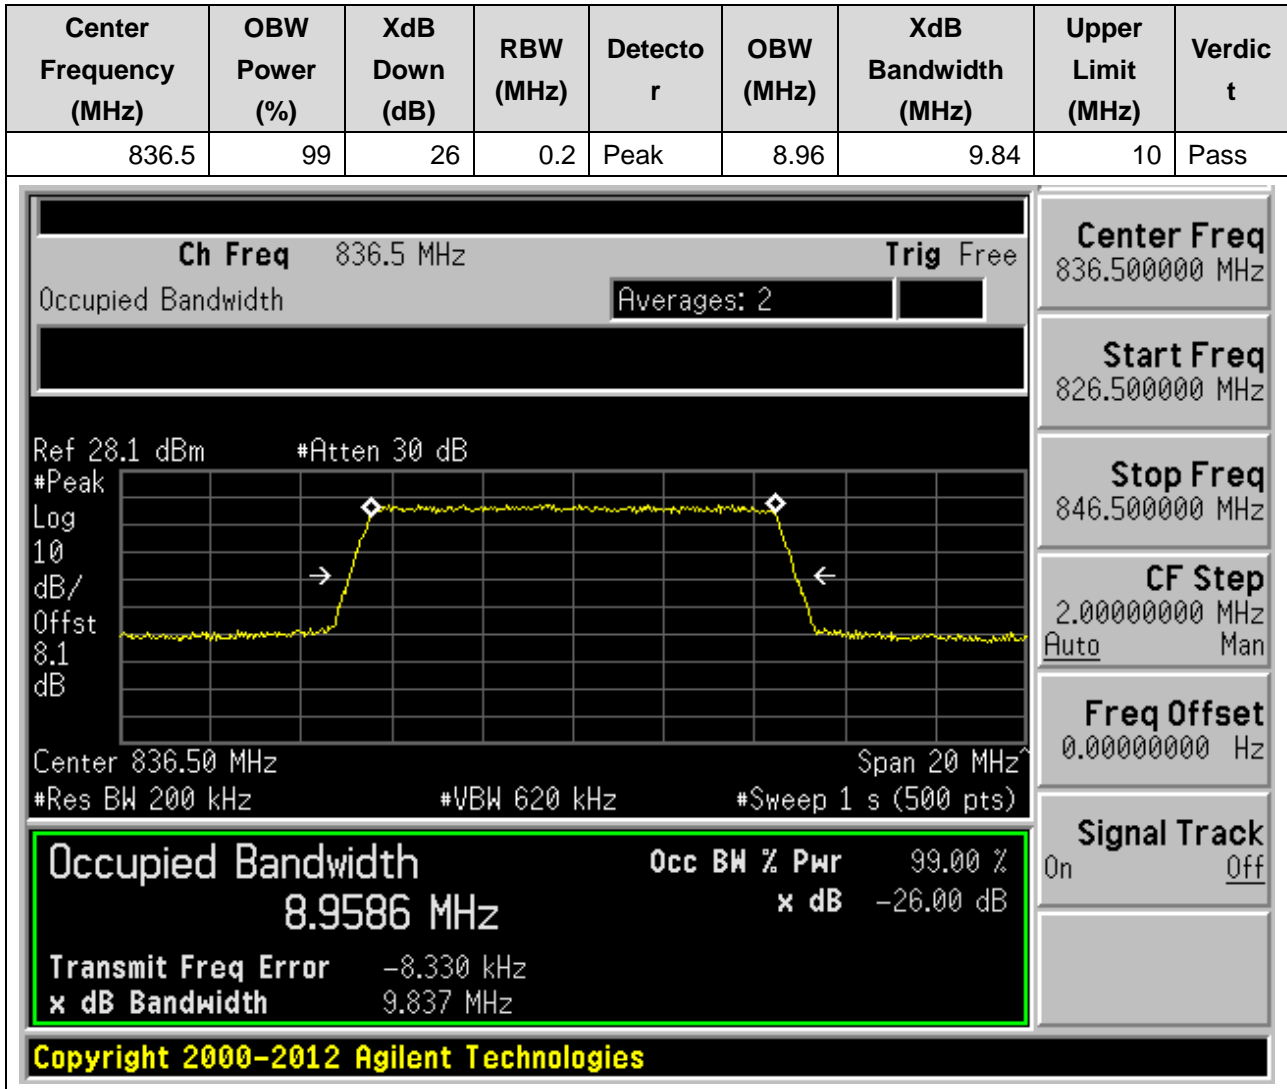 Center Frequency (MHz) OBW Power (%) XdB Down (dB) RBW (MHz) Detector OBW (MHz) XdB Bandwidth (MHz) Upper Limit (MHz) Verdict
836.5 99 26 0.2 Peak 8.96 9.84 10 Pass
Ch Freq 836.5 MHz Trig Free
Occupied Bandwidth Averages: 2
Ref 28.1 dBm #Atten 30 dB
#Peak
Log
10
dB/
Offst
8.1
dB
Center 836.50 MHz Span 20 MHz^
#Res BW 200 kHz #VBW 620 kHz #Sweep 1 s (500 pts)
Occupied Bandwidth Occ BW % Pwr 99.00 %
8.9586 MHz x dB -26.00 dB
Transmit Freq Error -8.330 kHz
x dB Bandwidth 9.837 MHz
Center Freq
836.500000 MHz
Start Freq
826.500000 MHz
Stop Freq
846.500000 MHz
CF Step
2.00000000 MHz
Auto Man
Freq Offset
0.00000000 Hz
Signal Track
On Off
Copyright 2000-2012 Agilent Technologies